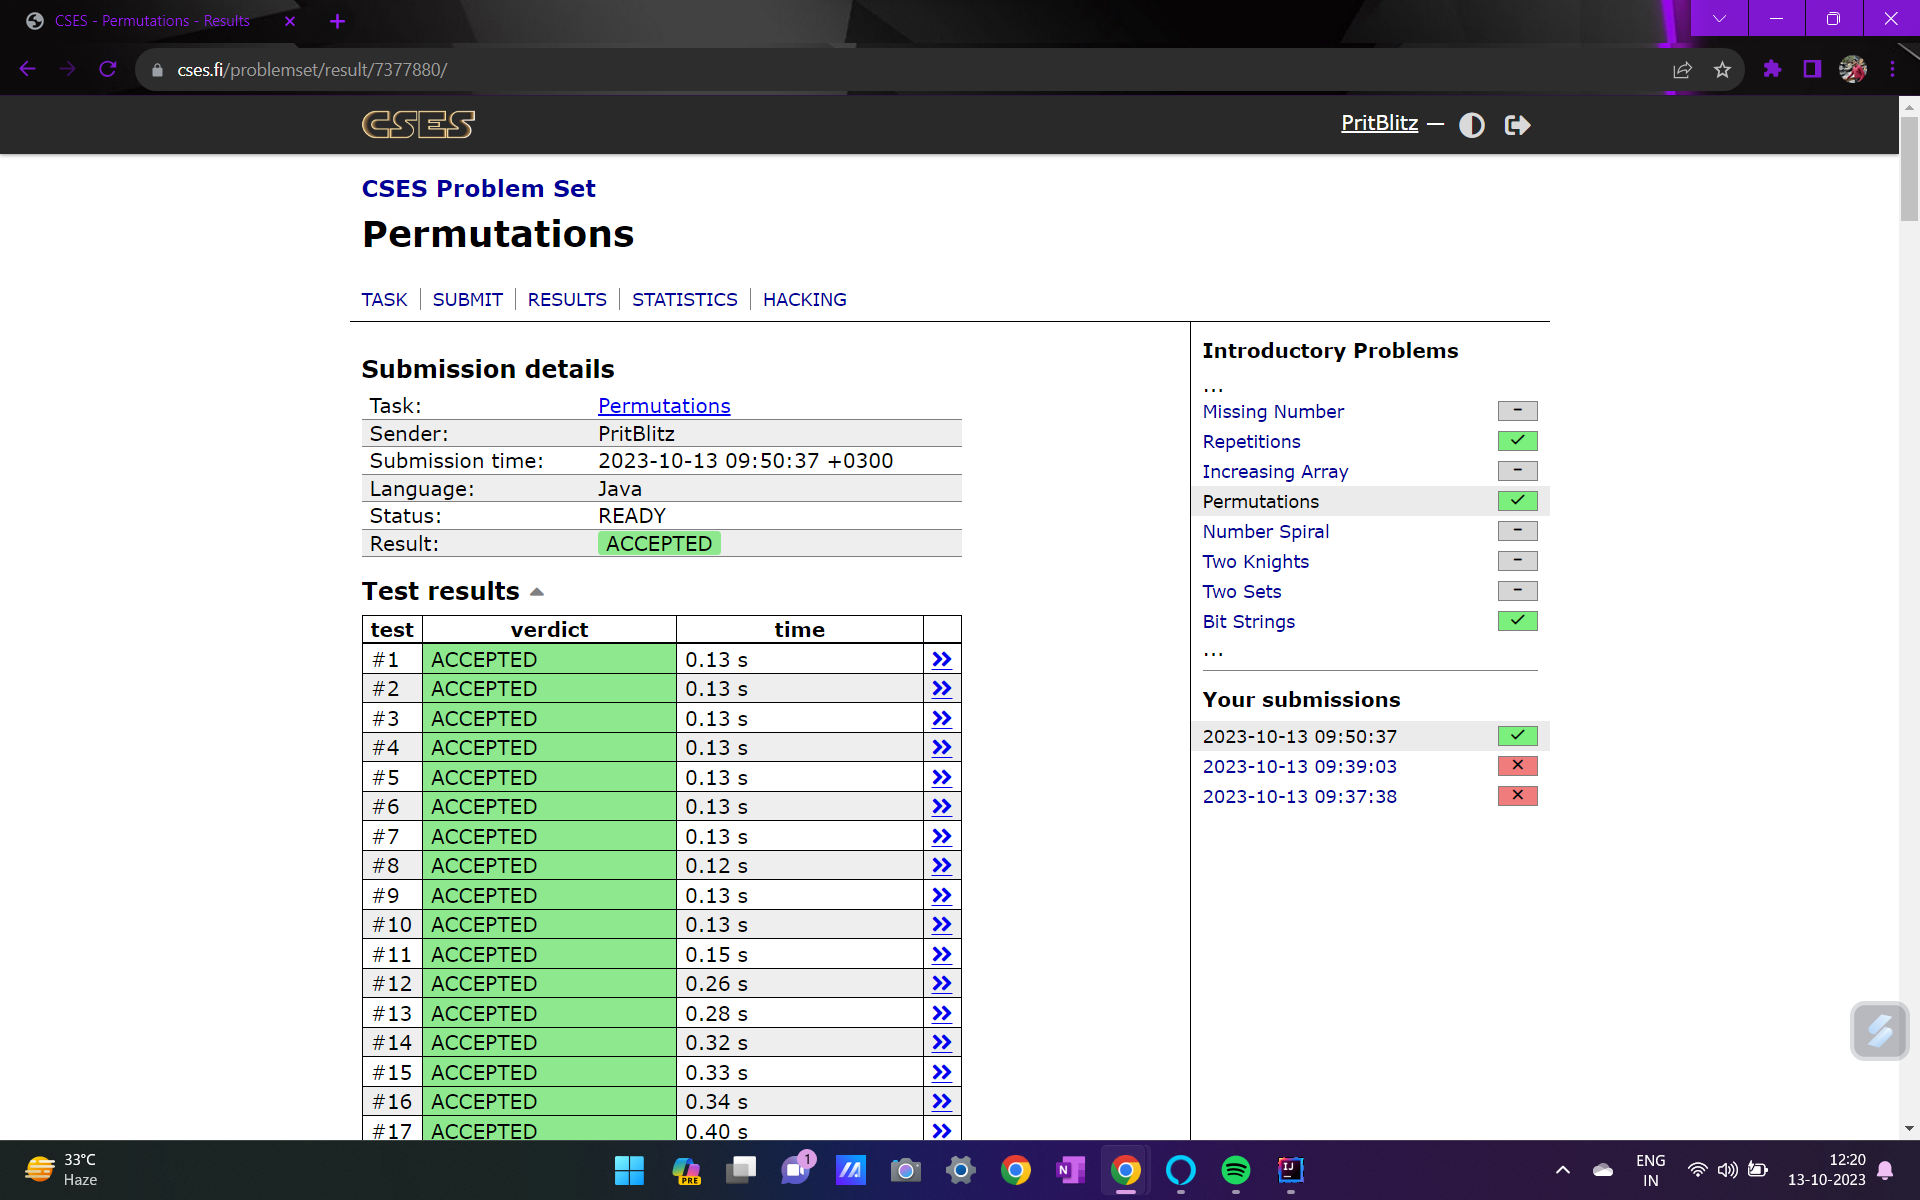 CSES - Permutations - Results
cses.fi/problemset/result/7377880/
CSES
PritBlitz —
CSES Problem Set
Permutations
TASK SUBMIT RESULTS STATISTICS HACKING
Submission details
Task: Permutations
Sender: PritBlitz
Submission time: 2023-10-13 09:50:37 +0300
Language: Java
Status: READY
Result: ACCEPTED
Test results
test verdict time
#1 ACCEPTED 0.13 s
#2 ACCEPTED 0.13 s
#3 ACCEPTED 0.13 s
#4 ACCEPTED 0.13 s
#5 ACCEPTED 0.13 s
#6 ACCEPTED 0.13 s
#7 ACCEPTED 0.13 s
#8 ACCEPTED 0.12 s
#9 ACCEPTED 0.13 s
#10 ACCEPTED 0.13 s
#11 ACCEPTED 0.15 s
#12 ACCEPTED 0.26 s
#13 ACCEPTED 0.28 s
#14 ACCEPTED 0.32 s
#15 ACCEPTED 0.33 s
#16 ACCEPTED 0.34 s
#17 ACCEPTED 0.40 s
Introductory Problems
...
Missing Number
Repetitions
Increasing Array
Permutations
Number Spiral
Two Knights
Two Sets
Bit Strings
...
Your submissions
2023-10-13 09:50:37
2023-10-13 09:39:03
2023-10-13 09:37:38
33°C
Haze
PRE
1
N
IJ
ENG
IN
12:20
13-10-2023